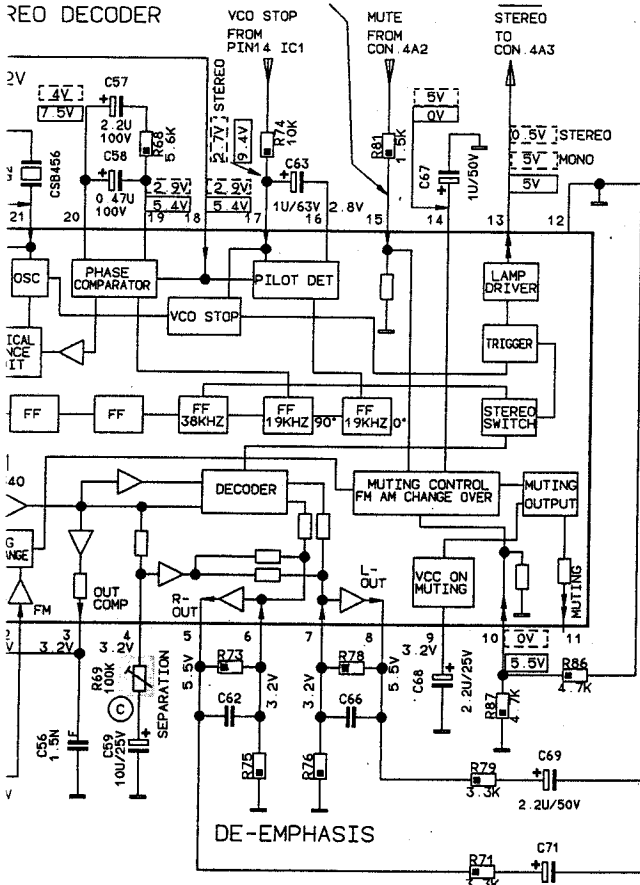 REO DECODER
VCO STOP
FROM
PIN14 IC1
MUTE
FROM
CON.4A2
STEREO
TO
CON.4A3
2V
4V
7.5V
C57
2.2U
100V
R68
5.6K
C58
0.47U
100V
CSB456
STEREO
2.7V
9.4V
R74
10K
C63
1U/63V
2.8V
R81
1.5K
5V
0V
C67
1U/50V
0.5V
STEREO
5V
MONO
5V
2.9V
5.4V
2.9V
5.4V
21
20
19
18
17
16
15
14
13
12
OSC
PHASE
COMPARATOR
PILOT DET
LAMP
DRIVER
VCO STOP
TRIGGER
ICAL
NCE
IT
FF
FF
FF
38KHZ
FF
19KHZ
90°
FF
19KHZ
0°
STEREO
SWITCH
40
DECODER
MUTING CONTROL
FM AM CHANGE OVER
MUTING
OUTPUT
G
ANGE
FM
OUT
COMP
R-
OUT
L-
OUT
VCC ON
MUTING
MUTING
2
3
4
5
6
7
8
9
10
11
3.2V
3.2V
5.5V
3.2V
3.2V
5.5V
3.2V
0V
5.5V
R69
100K
SEPARATION
C
R73
C62
R75
R78
C66
R76
C68
2.2U/25V
R87
4.7K
R86
4.7K
C56
1.5N
F
C59
10U/25V
R79
3.3K
C69
2.2U/50V
DE-EMPHASIS
R71
3.3K
C71
V